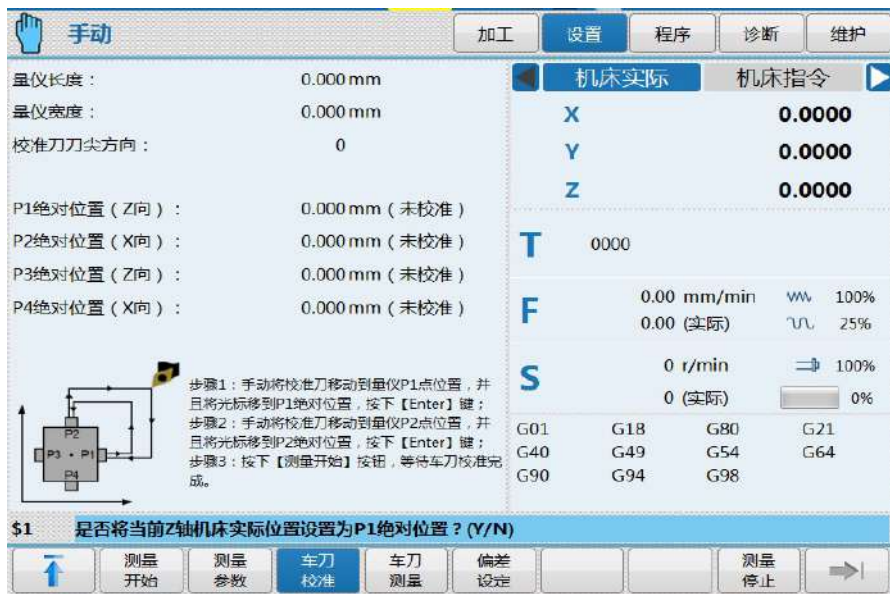 手动
加工
设置
程序
诊断
维护
量仪长度：
0.000 mm
量仪宽度：
0.000 mm
校准刀刀尖方向：
0
P1绝对位置（Z向）：
0.000 mm（未校准）
P2绝对位置（X向）：
0.000 mm（未校准）
P3绝对位置（Z向）：
0.000 mm（未校准）
P4绝对位置（X向）：
0.000 mm（未校准）
P2
P3 · P1
P4
步骤1：手动将校准刀移动到量仪P1点位置，并
且将光标移到P1绝对位置，按下【Enter】键；
步骤2：手动将校准刀移动到量仪P2点位置，并
且将光标移到P2绝对位置，按下【Enter】键；
步骤3：按下【测量开始】按钮，等待车刀校准完
成。
机床实际
机床指令
X 0.0000
Y 0.0000
Z 0.0000
T 0000
F
0.00 mm/min 100%
0.00 (实际) 25%
S
0 r/min 100%
0 (实际) 0%
G01 G18 G80 G21
G40 G49 G54 G64
G90 G94 G98
$1 是否将当前Z轴机床实际位置设置为P1绝对位置？(Y/N)
测量
开始
测量
参数
车刀
校准
车刀
测量
偏差
设定
测量
停止